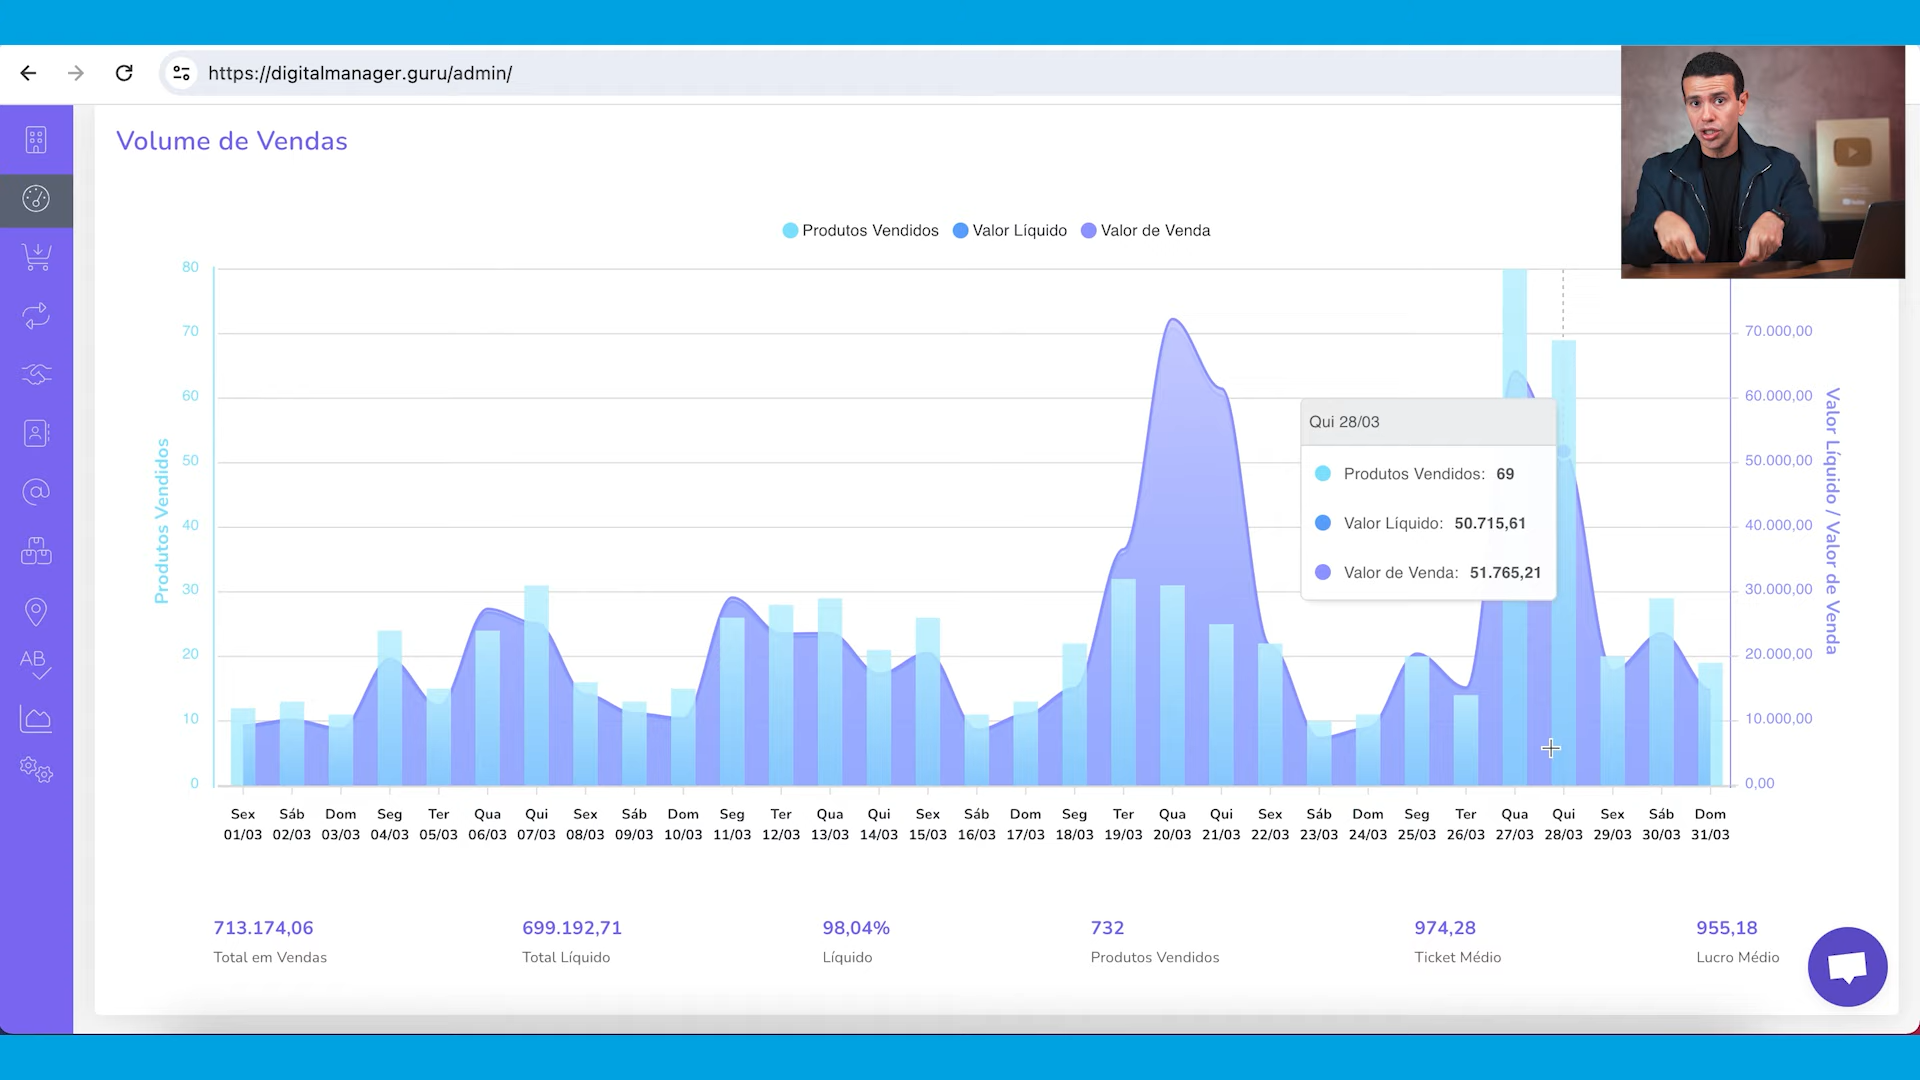 https://digitalmanager.guru/admin/
Volume de Vendas
Produtos Vendidos Valor Líquido Valor de Venda
80
70 70.000,00
60 60.000,00
50 50.000,00
40 40.000,00
30 30.000,00
20 20.000,00
10 10.000,00
0 0,00
Produtos Vendidos
Valor Líquido / Valor de Venda
Qui 28/03
Produtos Vendidos: 69
Valor Líquido: 50.715,61
Valor de Venda: 51.765,21
AB
Sex Sáb Dom Seg Ter Qua Qui Sex Sáb Dom Seg Ter Qua Qui Sex Sáb Dom Seg Ter Qua Qui Sex Sáb Dom Seg Ter Qua Qui Sex Sáb Dom
01/03 02/03 03/03 04/03 05/03 06/03 07/03 08/03 09/03 10/03 11/03 12/03 13/03 14/03 15/03 16/03 17/03 18/03 19/03 20/03 21/03 22/03 23/03 24/03 25/03 26/03 27/03 28/03 29/03 30/03 31/03
713.174,06 699.192,71 98,04% 732 974,28 955,18
Total em Vendas Total Líquido Líquido Produtos Vendidos Ticket Médio Lucro Médio